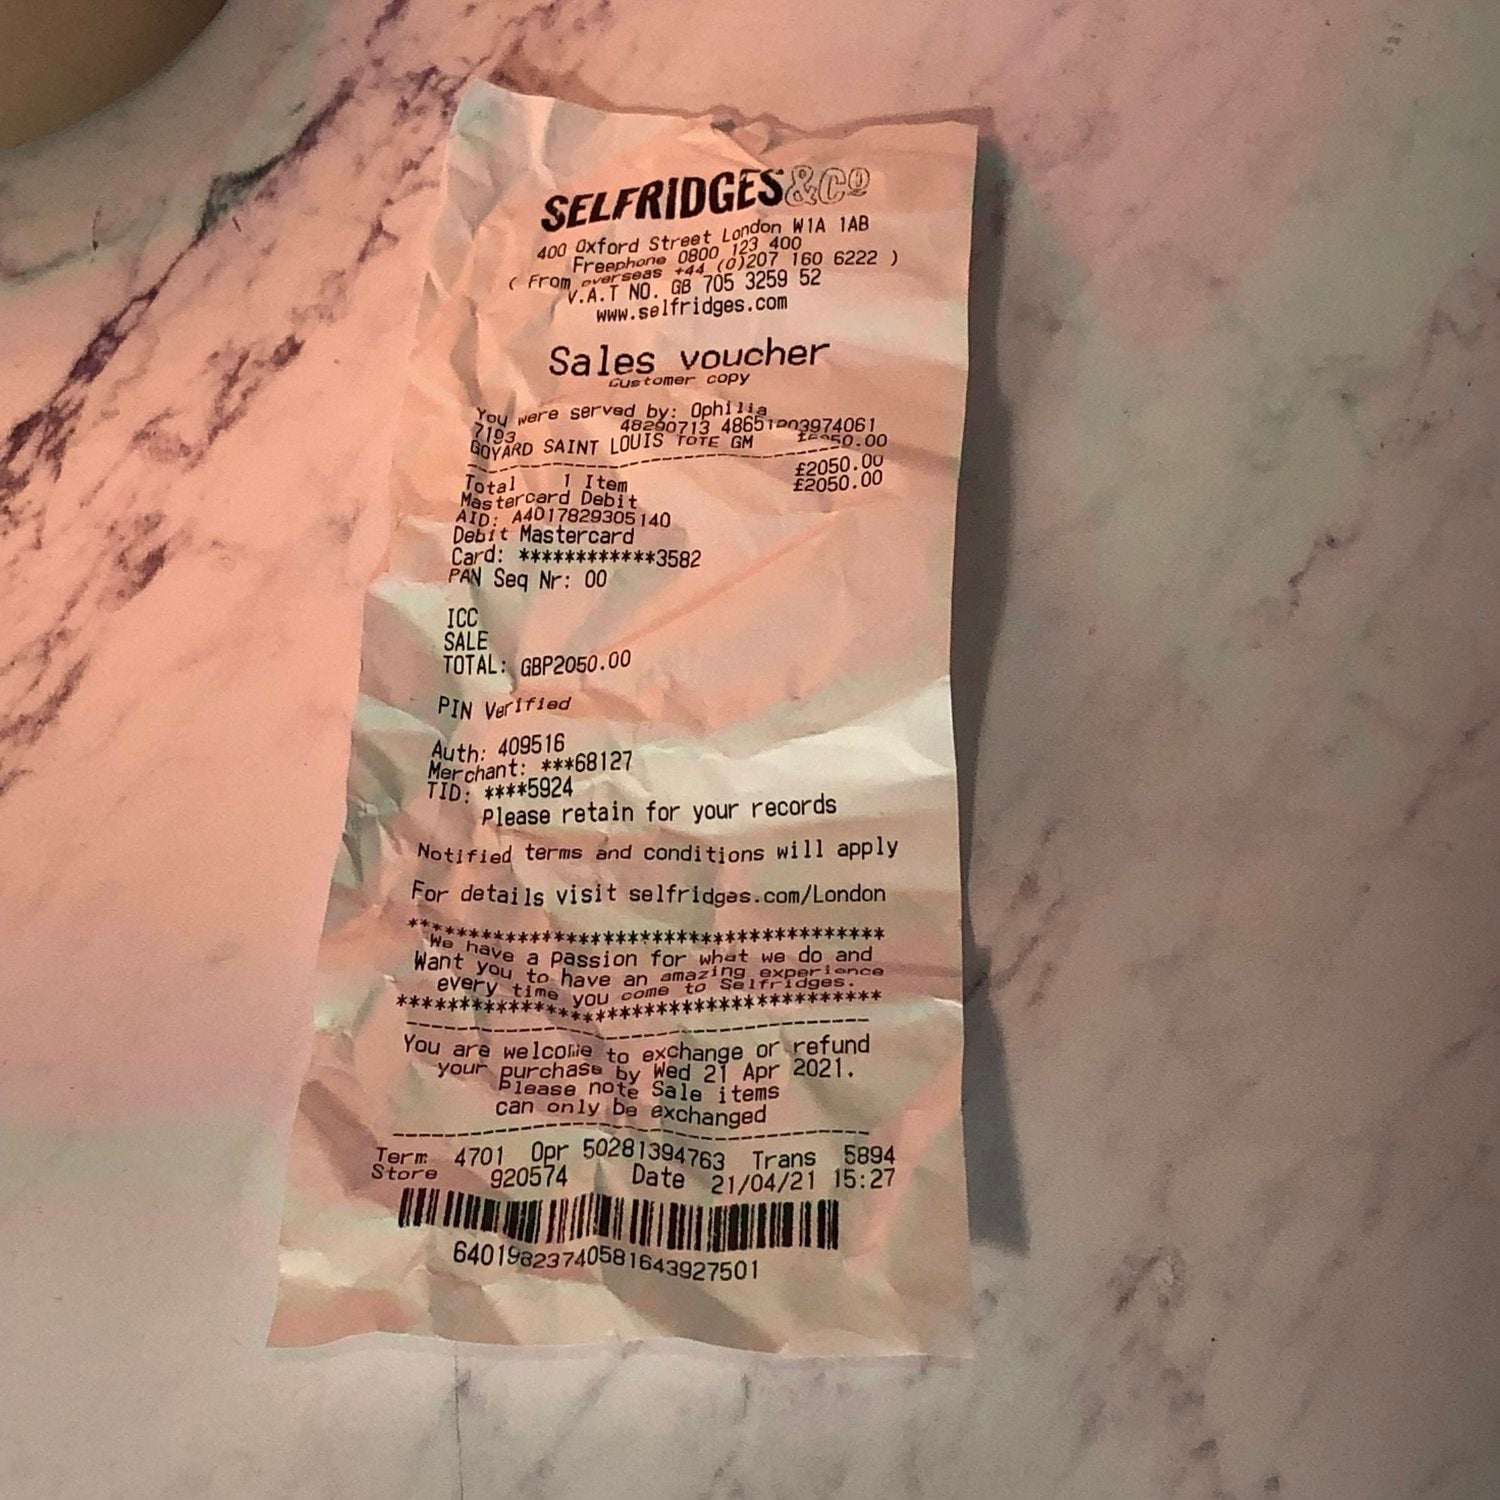 SELFRIDGES&Co
400 Oxford Street London W1A 1AB
Freephone 0800 123 400
( From overseas +44 (0)207 160 6222 )
V.A.T NO. GB 705 3259 52
www.selfridges.com
Sales voucher
Customer copy
You were served by: Ophilia
7193 48290713 48651203974061
GOYARD SAINT LOUIS TOTE GM £2050.00
£2050.00
Total 1 Item £2050.00
Mastercard Debit
AID: A4017829305140
Debit Mastercard
Card: ************3582
PAN Seq Nr: 00
ICC
SALE
TOTAL: GBP2050.00
PIN Verified
Auth: 409516
Merchant: ***68127
TID: ****5924
Please retain for your records
Notified terms and conditions will apply
For details visit selfridges.com/London
***************************************
We have a passion for what we do and
Want you to have an amazing experience
every time you come to Selfridges.
***************************************
You are welcome to exchange or refund
your purchase by Wed 21 Apr 2021.
Please note Sale items
can only be exchanged
Term 4701 Opr 50281394763 Trans 5894
Store 920574 Date 21/04/21 15:27
64019823740581643927501